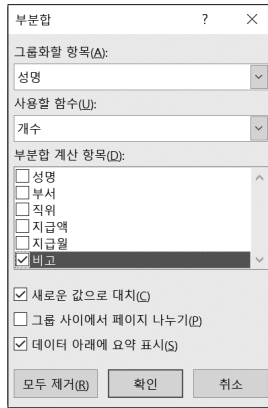 부분합 ? ×
그룹화할 항목(A):
성명
사용할 함수(U):
개수
부분합 계산 항목(D):
성명
부서
직위
지급액
지급월
비고
새로운 값으로 대치(C)
그룹 사이에서 페이지 나누기(P)
데이터 아래에 요약 표시(S)
모두 제거(R) 확인 취소